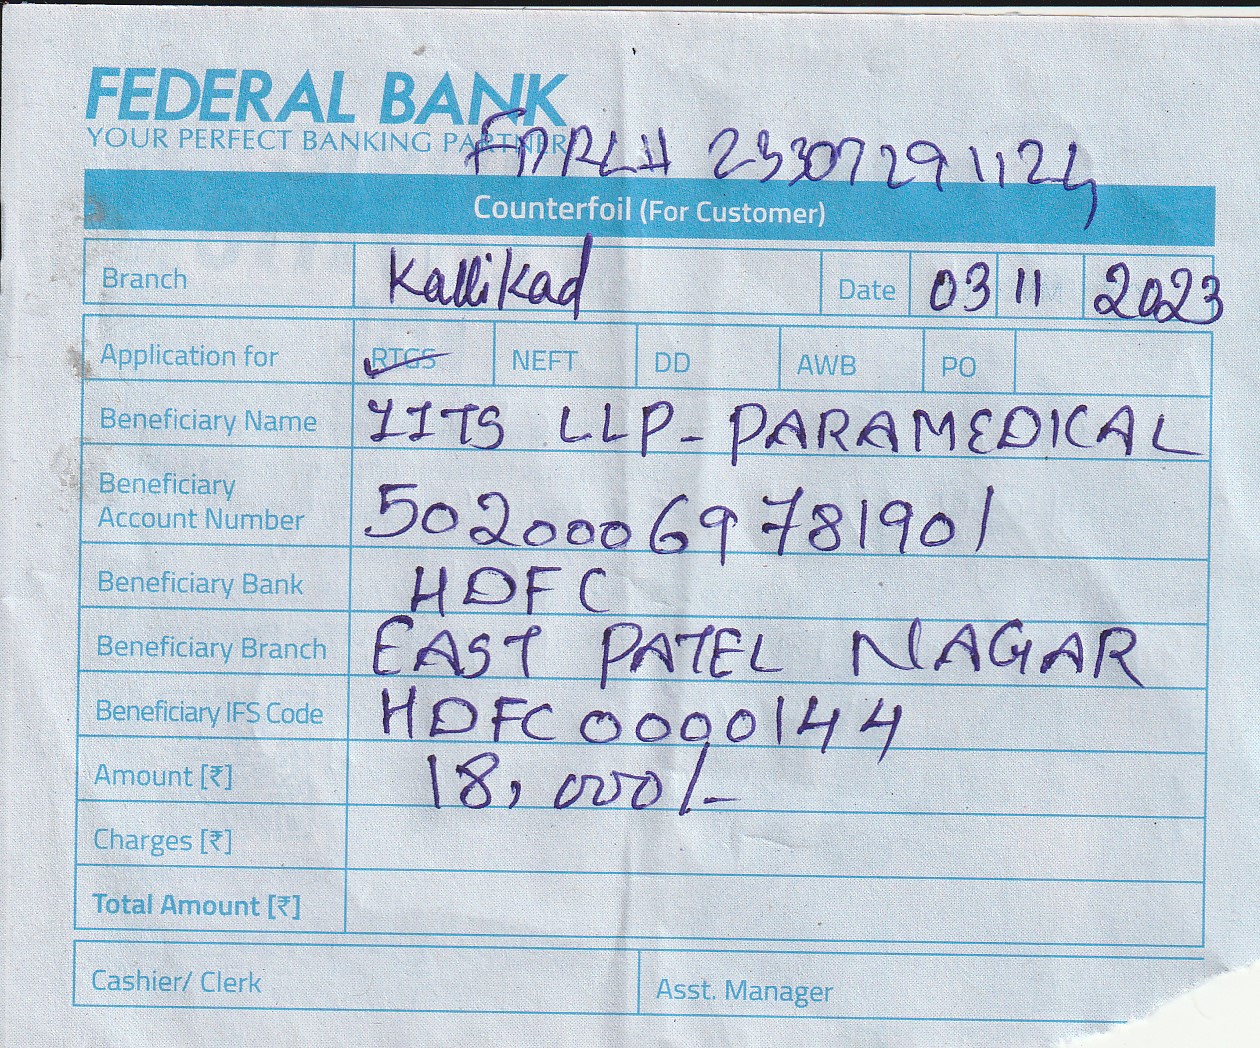 FEDERAL BANK
YOUR PERFECT BANKING PARTNER
FDRLH 23307291124
Counterfoil (For Customer)
Branch Kallikad Date 03 11 2023
Application for RTGS NEFT DD AWB PO
Beneficiary Name IITS LLP-PARAMEDICAL
Beneficiary
Account Number 50200069781901
Beneficiary Bank HDFC
Beneficiary Branch EAST PATEL NAGAR
Beneficiary IFS Code HDFC0000144
Amount [₹] 18,000/-
Charges [₹]
Total Amount [₹]
Cashier/ Clerk Asst. Manager